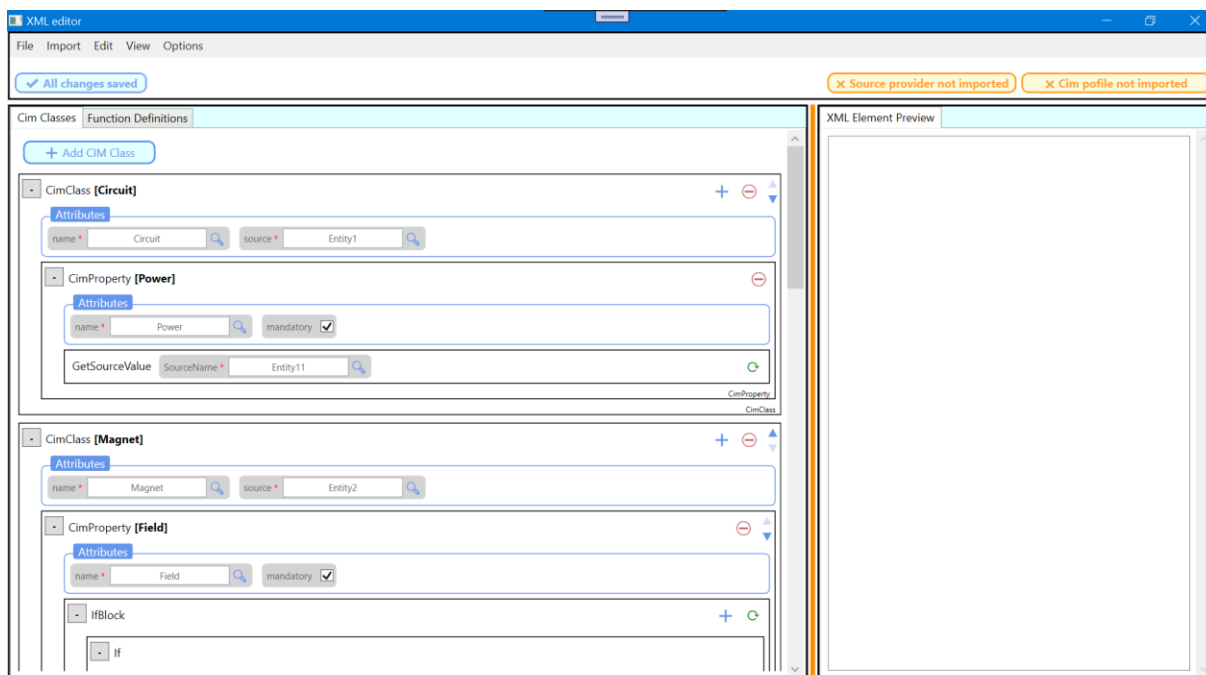 XML editor
File Import Edit View Options
All changes saved
Source provider not imported
Cim pofile not imported
Cim Classes
Function Definitions
XML Element Preview
+ Add CIM Class
- CimClass [Circuit]
Attributes
name * Circuit
source * Entity1
- CimProperty [Power]
Attributes
name * Power
mandatory
GetSourceValue SourceName * Entity11
CimProperty
CimClass
- CimClass [Magnet]
Attributes
name * Magnet
source * Entity2
- CimProperty [Field]
Attributes
name * Field
mandatory
- IfBlock
- If